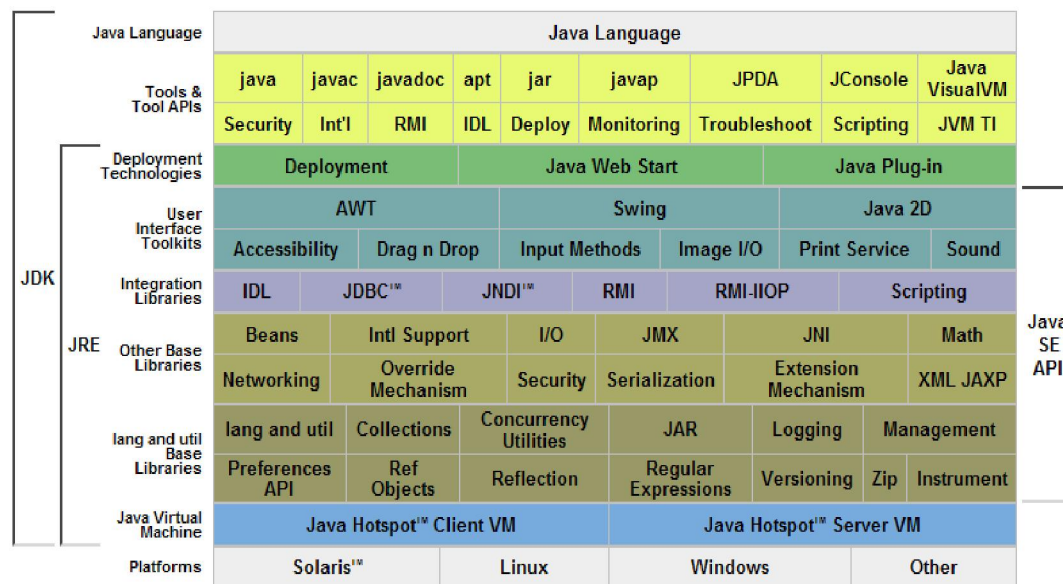 Java Language
Java Language
Tools &
Tool APIs
java javac javadoc apt jar javap JPDA JConsole Java
VisualVM
Security Int'l RMI IDL Deploy Monitoring Troubleshoot Scripting JVM TI
Deployment
Technologies
Deployment Java Web Start Java Plug-in
User
Interface
Toolkits
AWT Swing Java 2D
Accessibility Drag n Drop Input Methods Image I/O Print Service Sound
JDK
Integration
Libraries
IDL JDBC™ JNDI™ RMI RMI-IIOP Scripting
JRE
Other Base
Libraries
Beans Intl Support I/O JMX JNI Math
Networking Override
Mechanism Security Serialization Extension
Mechanism XML JAXP
Java
SE
API
lang and util
Base
Libraries
lang and util Collections Concurrency
Utilities JAR Logging Management
Preferences
API Ref
Objects Reflection Regular
Expressions Versioning Zip Instrument
Java Virtual
Machine
Java Hotspot™ Client VM Java Hotspot™ Server VM
Platforms
Solaris™ Linux Windows Other